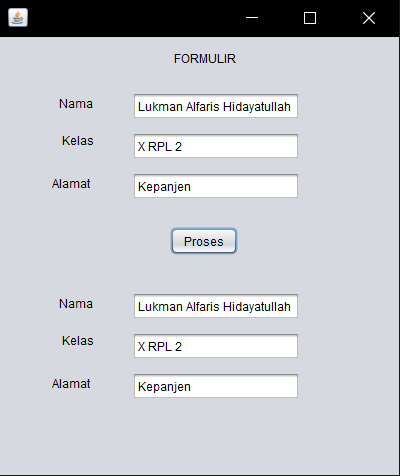 FORMULIR
Nama Lukman Alfaris Hidayatullah
Kelas X RPL 2
Alamat Kepanjen
Proses
Nama Lukman Alfaris Hidayatullah
Kelas X RPL 2
Alamat Kepanjen